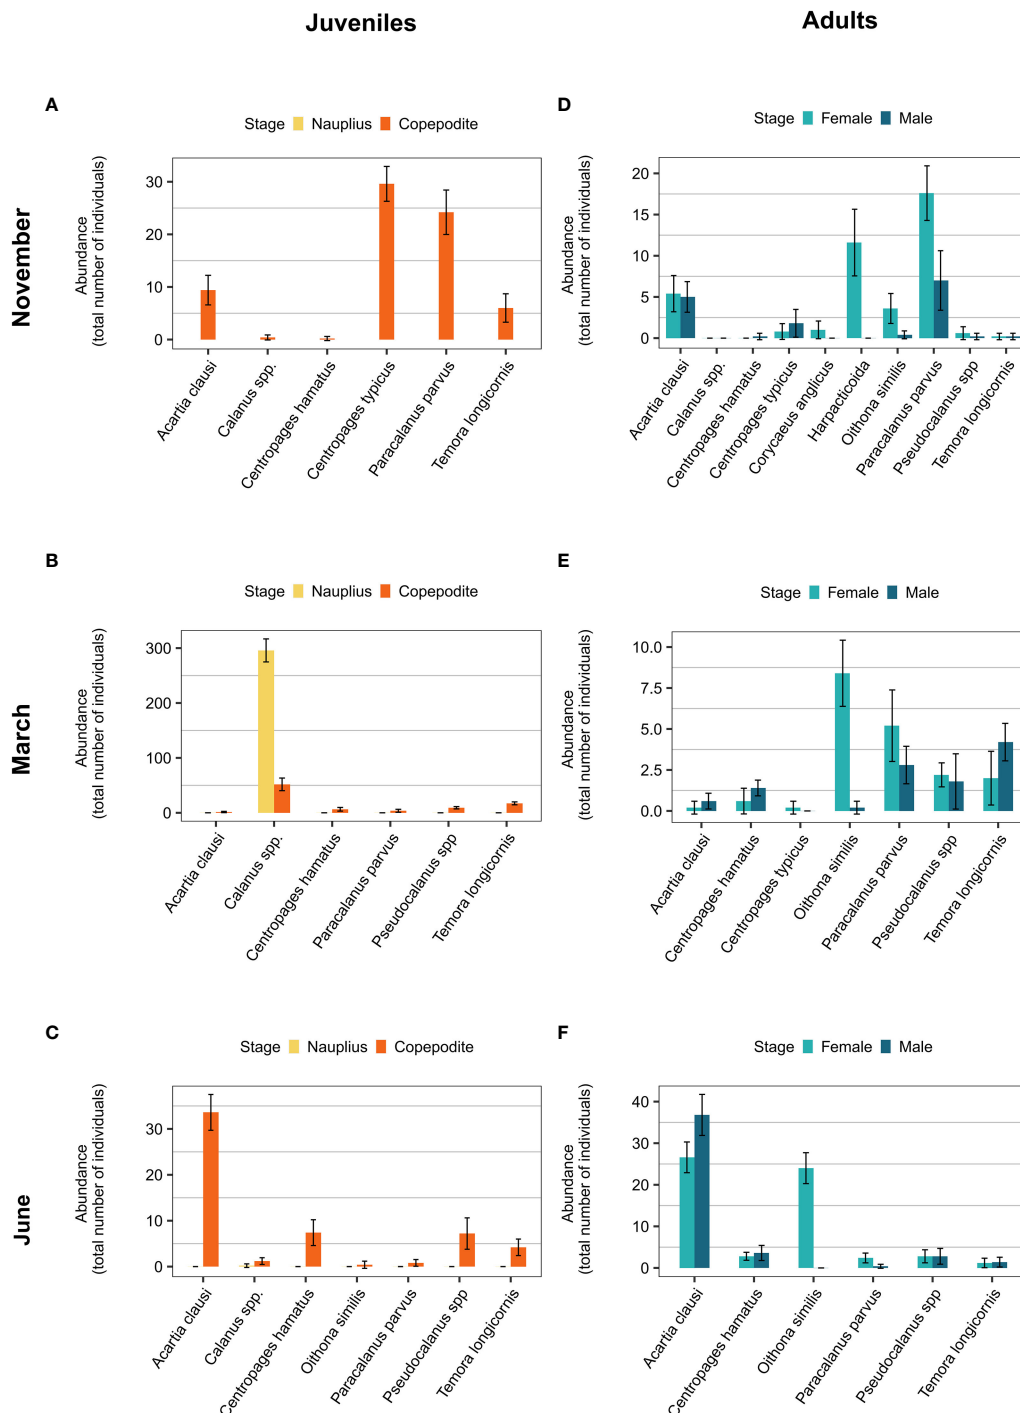 Juveniles
Adults
November
March
June
A
Stage Nauplius Copepodite
Abundance
(total number of individuals)
30
20
10
0
Acartia clausi
Calanus spp.
Centropages hamatus
Centropages typicus
Paracalanus parvus
Temora longicornis
D
Stage Female Male
Abundance
(total number of individuals)
20
15
10
5
0
Acartia clausi
Calanus spp.
Centropages hamatus
Centropages typicus
Corycaeus anglicus
Harpacticoida
Oithona similis
Paracalanus parvus
Pseudocalanus spp
Temora longicornis
B
Stage Nauplius Copepodite
Abundance
(total number of individuals)
300
200
100
0
Acartia clausi
Calanus spp.
Centropages hamatus
Paracalanus parvus
Pseudocalanus spp
Temora longicornis
E
Stage Female Male
Abundance
(total number of individuals)
10.0
7.5
5.0
2.5
0.0
Acartia clausi
Centropages hamatus
Centropages typicus
Oithona similis
Paracalanus parvus
Pseudocalanus spp
Temora longicornis
C
Stage Nauplius Copepodite
Abundance
(total number of individuals)
30
20
10
0
Acartia clausi
Calanus spp.
Centropages hamatus
Oithona similis
Paracalanus parvus
Pseudocalanus spp
Temora longicornis
F
Stage Female Male
Abundance
(total number of individuals)
40
30
20
10
0
Acartia clausi
Centropages hamatus
Oithona similis
Paracalanus parvus
Pseudocalanus spp
Temora longicornis